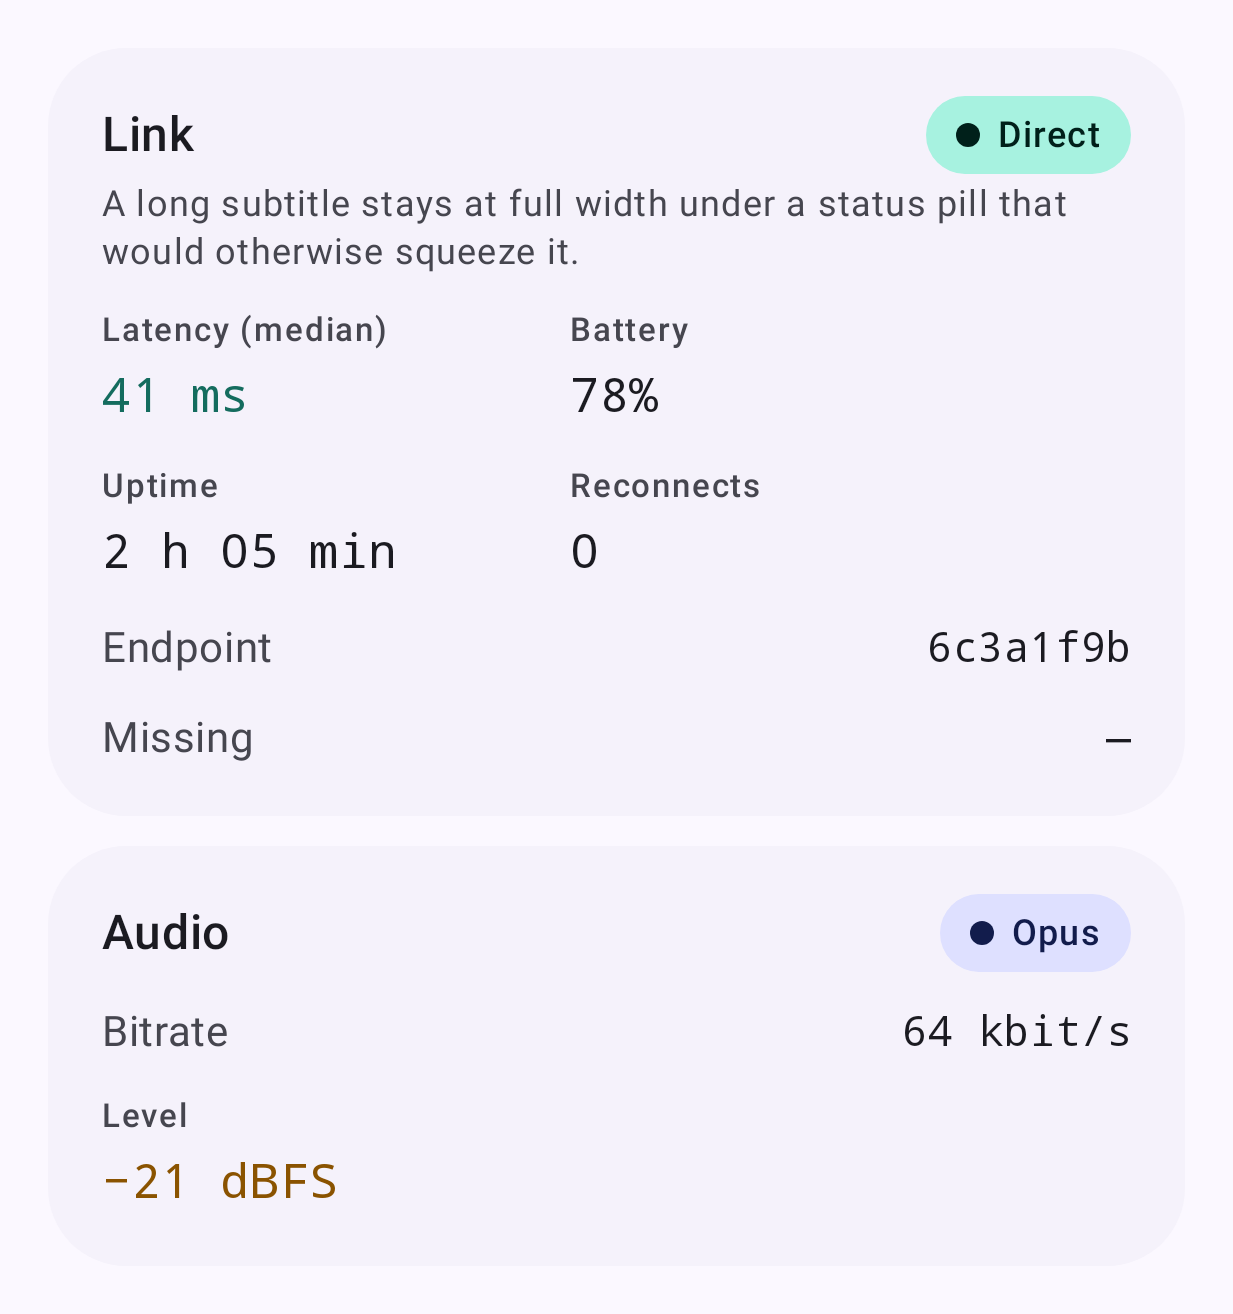 Link
Direct
A long subtitle stays at full width under a status pill that
would otherwise squeeze it.
Latency (median)
Battery
41 ms
78%
Uptime
Reconnects
2 h 05 min
0
Endpoint
6c3a1f9b
Missing
—
Audio
Opus
Bitrate
64 kbit/s
Level
−21 dBFS